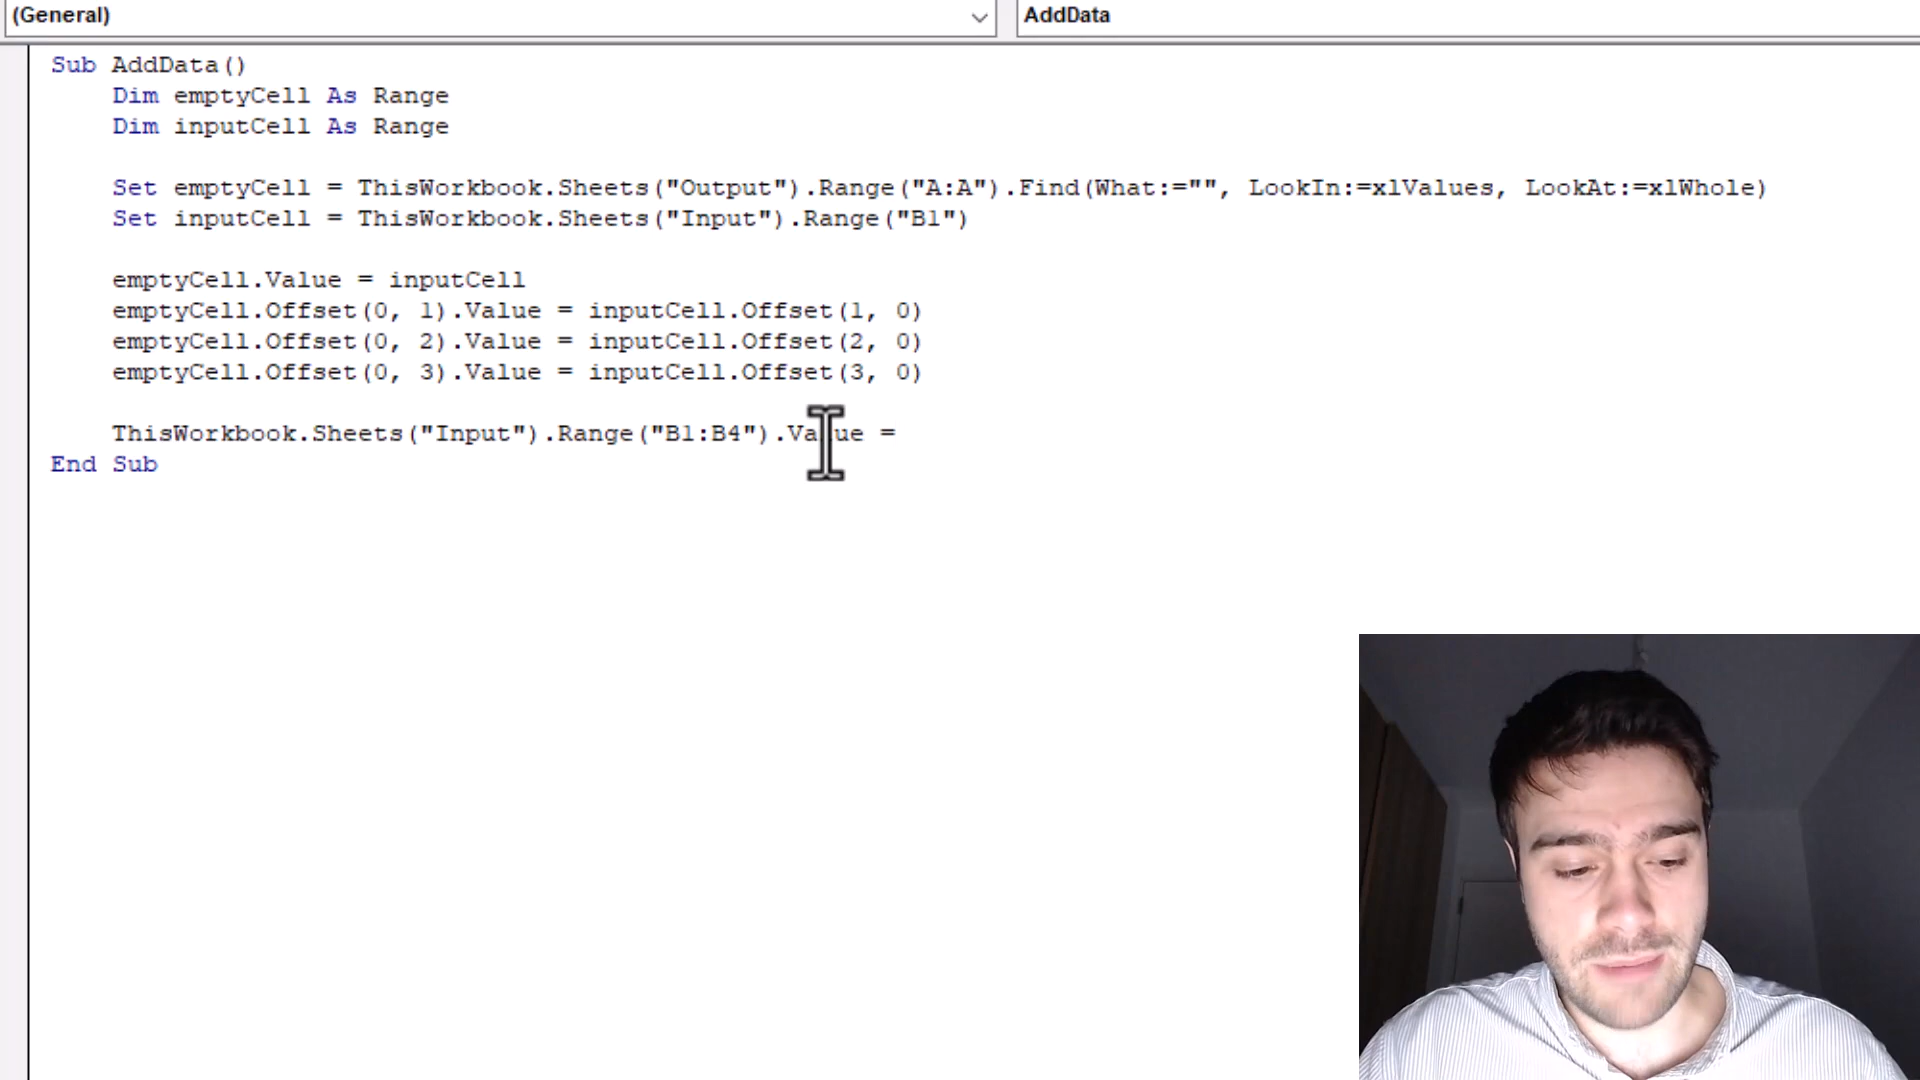 (General)
AddData
Sub AddData()
Dim emptyCell As Range
Dim inputCell As Range
Set emptyCell = ThisWorkbook.Sheets("Output").Range("A:A").Find(What:="", LookIn:=xlValues, LookAt:=xlWhole)
Set inputCell = ThisWorkbook.Sheets("Input").Range("B1")
emptyCell.Value = inputCell
emptyCell.Offset(0, 1).Value = inputCell.Offset(1, 0)
emptyCell.Offset(0, 2).Value = inputCell.Offset(2, 0)
emptyCell.Offset(0, 3).Value = inputCell.Offset(3, 0)
ThisWorkbook.Sheets("Input").Range("B1:B4").Value =
End Sub